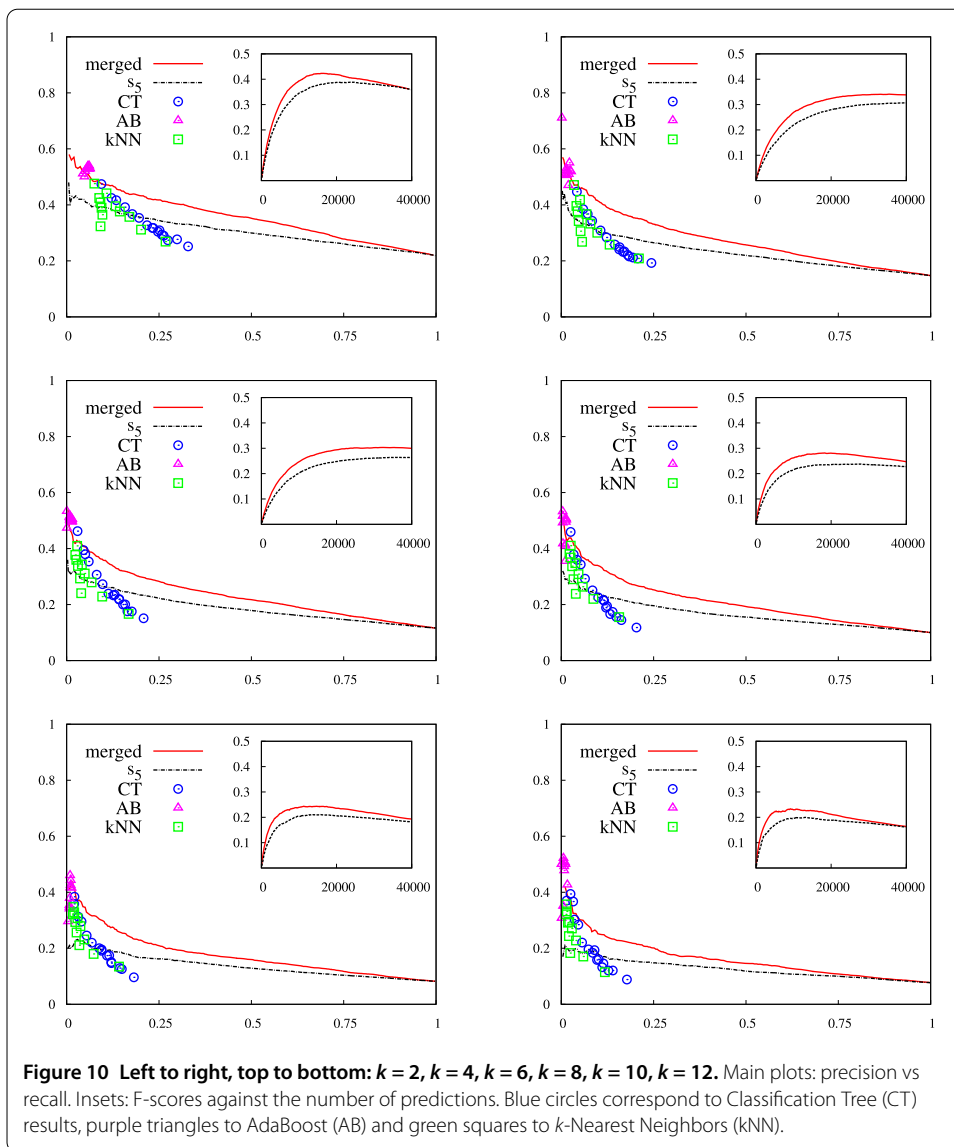 1
0.8
0.6
0.4
0.2
0
0 0.25 0.5 0.75 1
merged
s5
CT
AB
kNN
0.5
0.4
0.3
0.2
0.1
0 20000 40000
1
0.8
0.6
0.4
0.2
0
0 0.25 0.5 0.75 1
merged
s5
CT
AB
kNN
0.5
0.4
0.3
0.2
0.1
0 20000 40000
1
0.8
0.6
0.4
0.2
0
0 0.25 0.5 0.75 1
merged
s5
CT
AB
kNN
0.5
0.4
0.3
0.2
0.1
0 20000 40000
1
0.8
0.6
0.4
0.2
0
0 0.25 0.5 0.75 1
merged
s5
CT
AB
kNN
0.5
0.4
0.3
0.2
0.1
0 20000 40000
1
0.8
0.6
0.4
0.2
0
0 0.25 0.5 0.75 1
merged
s5
CT
AB
kNN
0.5
0.4
0.3
0.2
0.1
0 20000 40000
1
0.8
0.6
0.4
0.2
0
0 0.25 0.5 0.75 1
merged
s5
CT
AB
kNN
0.5
0.4
0.3
0.2
0.1
0 20000 40000
Figure 10 Left to right, top to bottom: k = 2, k = 4, k = 6, k = 8, k = 10, k = 12. Main plots: precision vs
recall. Insets: F-scores against the number of predictions. Blue circles correspond to Classification Tree (CT)
results, purple triangles to AdaBoost (AB) and green squares to k-Nearest Neighbors (kNN).